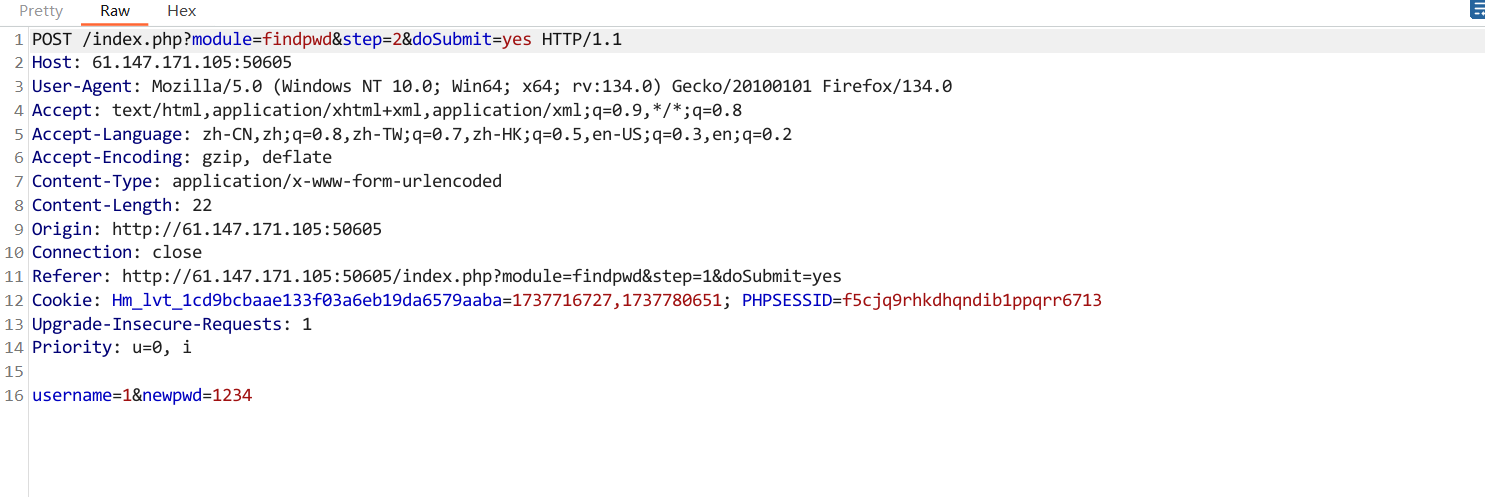 Pretty Raw Hex
1 POST /index.php?module=findpwd&step=2&doSubmit=yes HTTP/1.1
2 Host: 61.147.171.105:50605
3 User-Agent: Mozilla/5.0 (Windows NT 10.0; Win64; x64; rv:134.0) Gecko/20100101 Firefox/134.0
4 Accept: text/html,application/xhtml+xml,application/xml;q=0.9,*/*;q=0.8
5 Accept-Language: zh-CN,zh;q=0.8,zh-TW;q=0.7,zh-HK;q=0.5,en-US;q=0.3,en;q=0.2
6 Accept-Encoding: gzip, deflate
7 Content-Type: application/x-www-form-urlencoded
8 Content-Length: 22
9 Origin: http://61.147.171.105:50605
10 Connection: close
11 Referer: http://61.147.171.105:50605/index.php?module=findpwd&step=1&doSubmit=yes
12 Cookie: Hm_lvt_1cd9bcbaae133f03a6eb19da6579aaba=1737716727,1737780651; PHPSESSID=f5cjq9rhkdhqndib1ppqrr6713
13 Upgrade-Insecure-Requests: 1
14 Priority: u=0, i
15
16 username=1&newpwd=1234